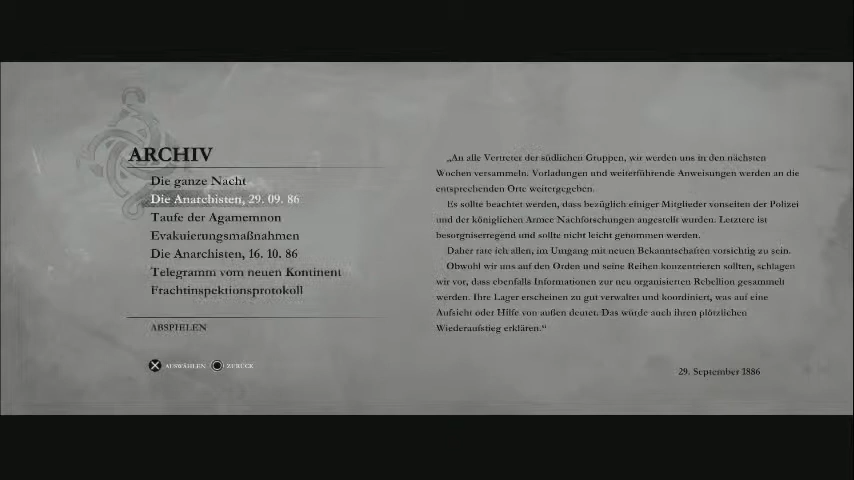 ARCHIV
Die ganze Nacht
Die Anarchisten, 29. 09. 86
Taufe der Agamemnon
Evakuierungsmaßnahmen
Die Anarchisten, 16. 10. 86
Telegramm vom neuen Kontinent
Frachtinspektionsprotokoll
ABSPIELEN
AUSWÄHLEN ZURÜCK
„An alle Vertreter der südlichen Gruppen, wir werden uns in den nächsten
Wochen versammeln. Vorladungen und weiterführende Anweisungen werden an die
entsprechenden Orte weitergegeben.
Es sollte beachtet werden, dass bezüglich einiger Mitglieder vonseiten der Polizei
und der königlichen Armee Nachforschungen angestellt wurden. Letztere ist
besorgniserregend und sollte nicht leicht genommen werden.
Daher rate ich allen, im Umgang mit neuen Bekanntschaften vorsichtig zu sein.
Obwohl wir uns auf den Orden und seine Reihen konzentrieren sollten, schlagen
wir vor, dass ebenfalls Informationen zur neu organisierten Rebellion gesammelt
werden. Ihre Lager erscheinen zu gut verwaltet und koordiniert, was auf eine
Aufsicht oder Hilfe von außen deutet. Das würde auch ihren plötzlichen
Wiederaufstieg erklären.“
29. September 1886